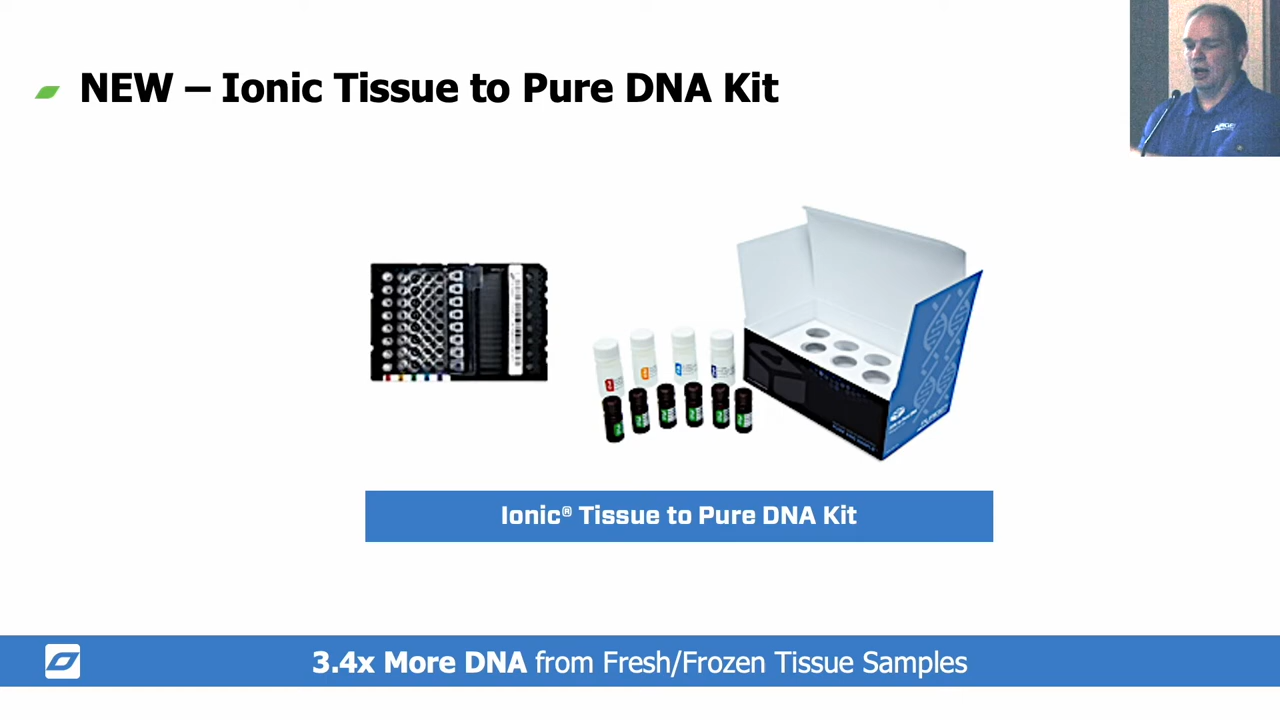 NEW – Ionic Tissue to Pure DNA Kit
Ionic® Tissue to Pure DNA Kit
3.4x More DNA from Fresh/Frozen Tissue Samples